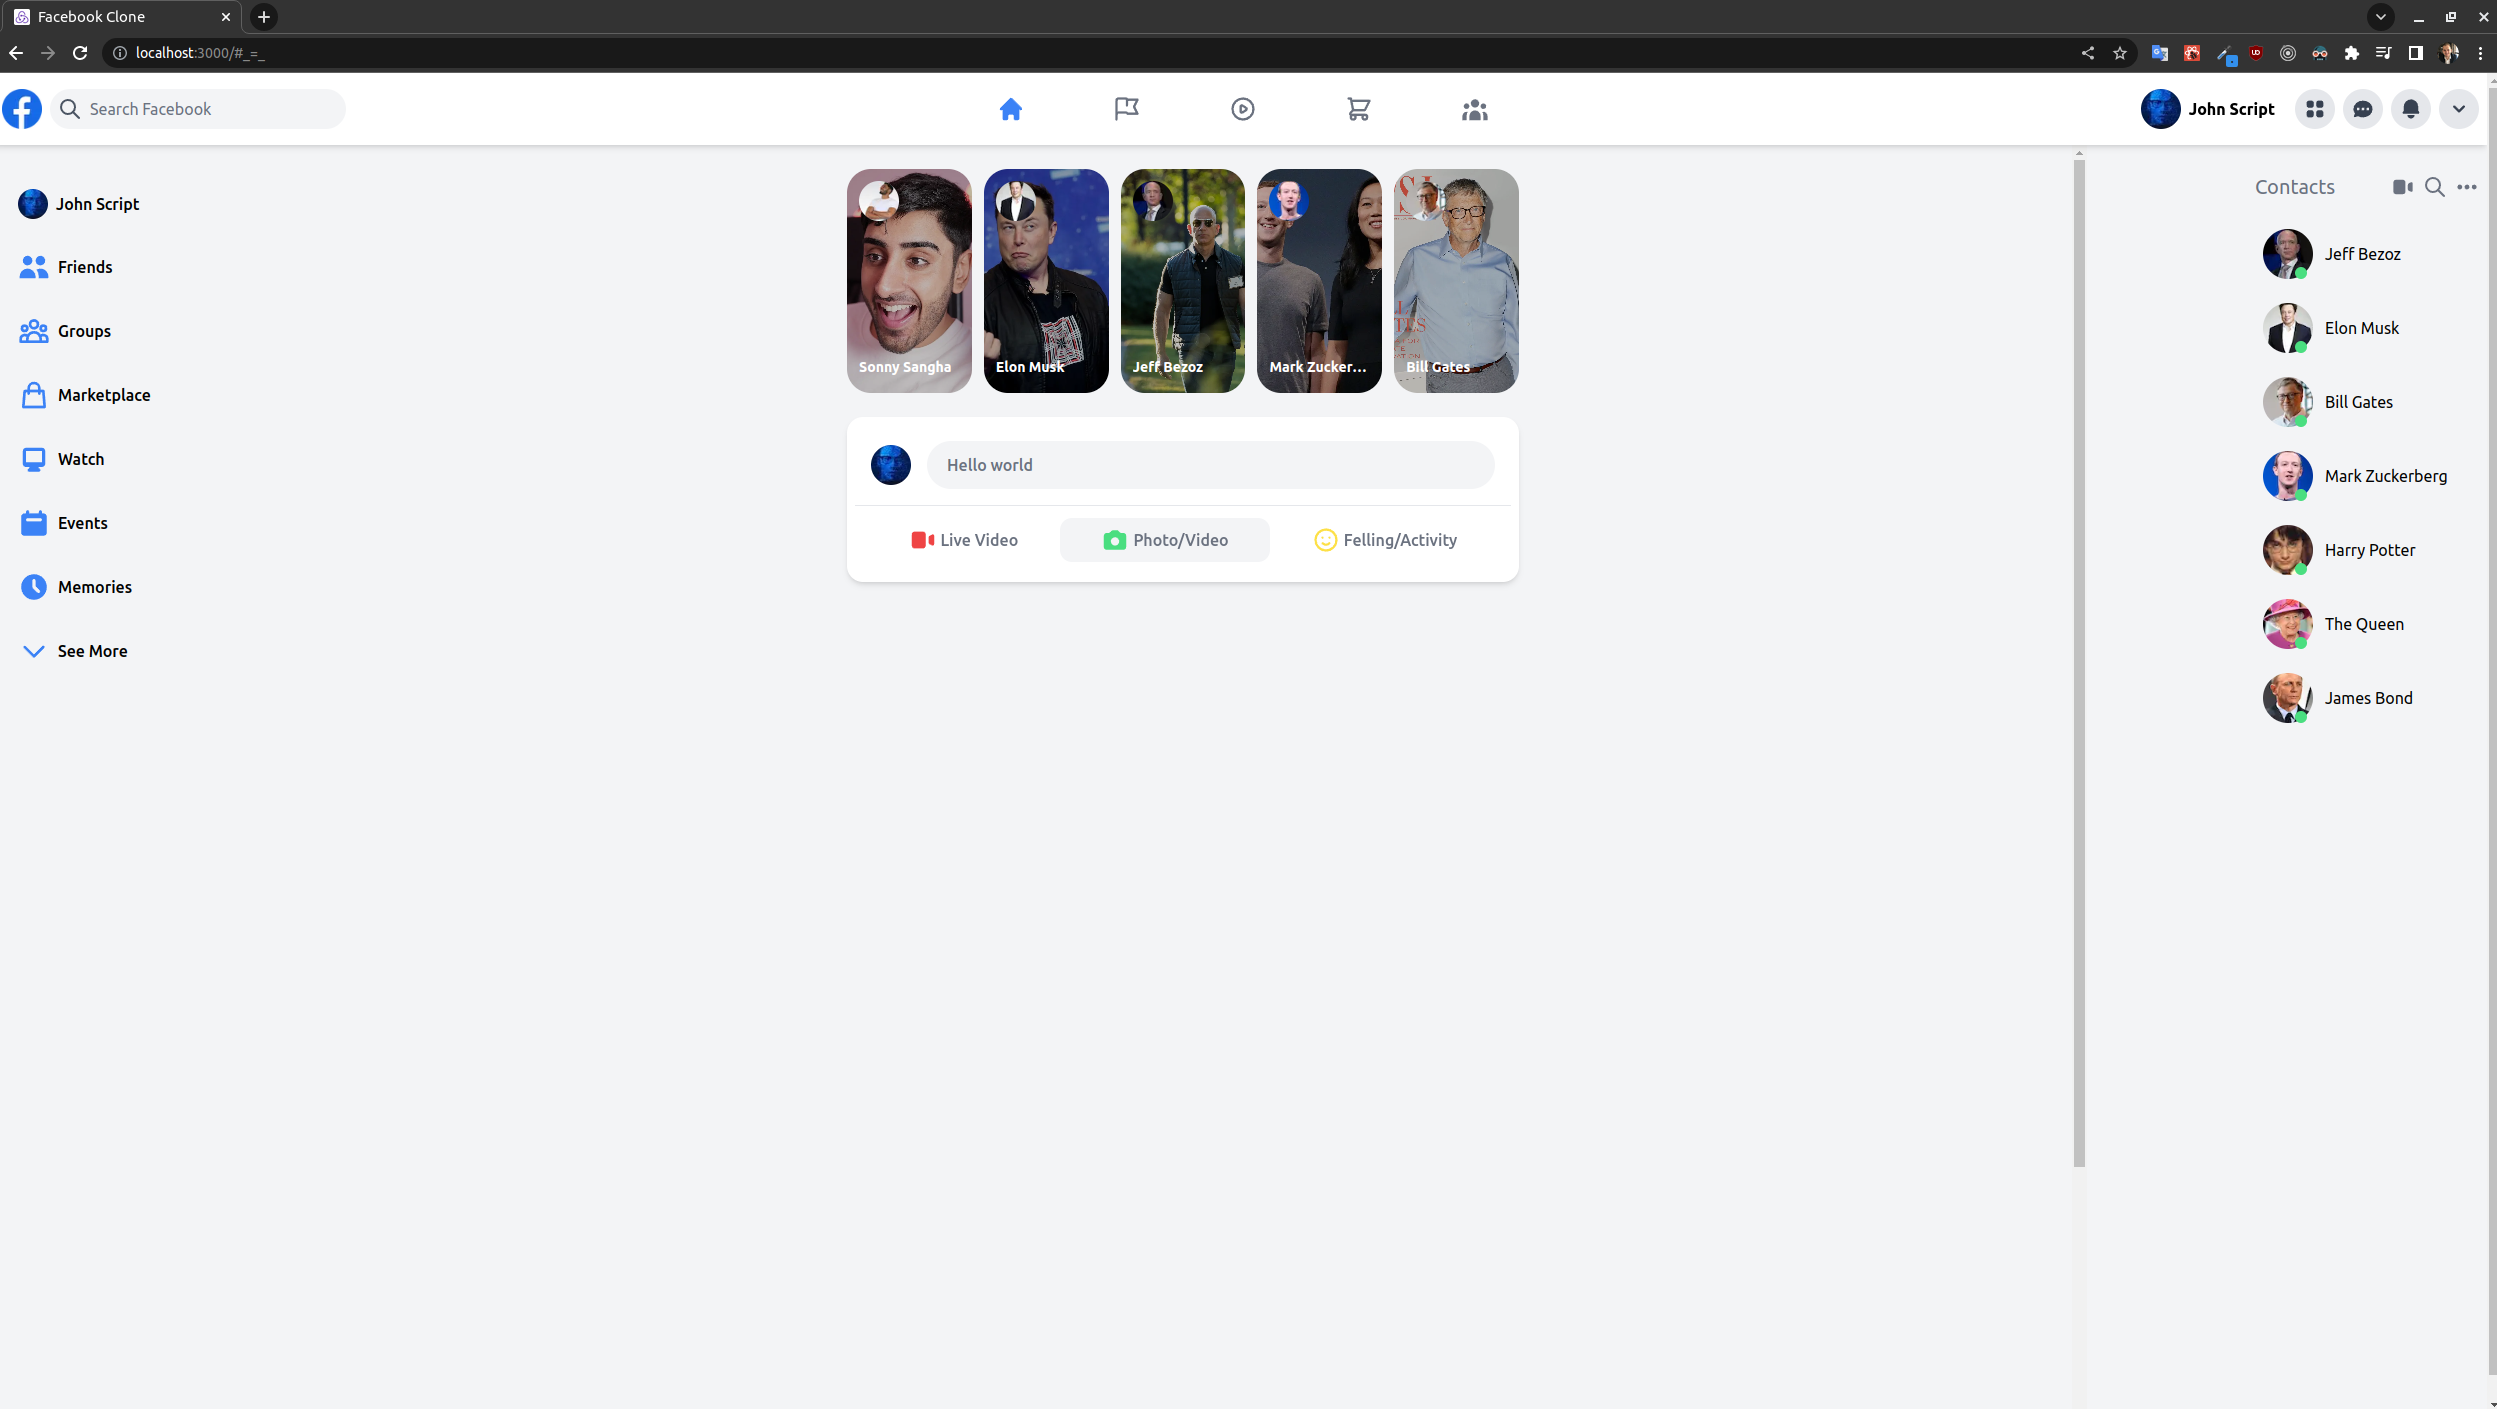 Facebook Clone
localhost:3000/#_=_
Search Facebook
John Script
John Script
Friends
Groups
Marketplace
Watch
Events
Memories
See More
Sonny Sangha
Elon Musk
Jeff Bezoz
Mark Zucker...
Bill Gates
Hello world
Live Video
Photo/Video
Felling/Activity
Contacts
Jeff Bezoz
Elon Musk
Bill Gates
Mark Zuckerberg
Harry Potter
The Queen
James Bond